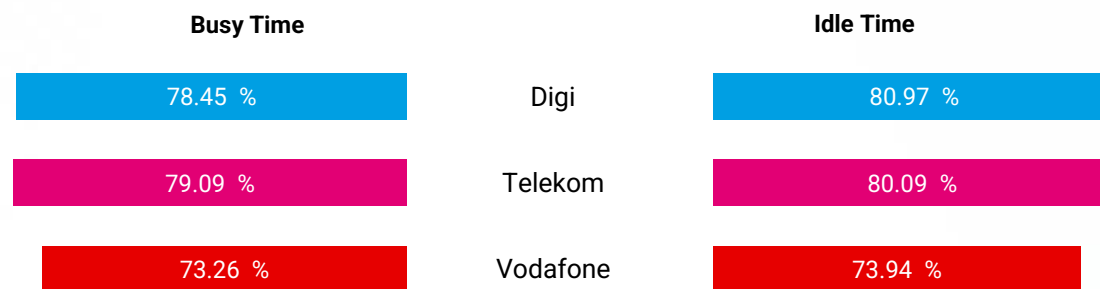 Busy Time Idle Time
78.45 % Digi 80.97 %
79.09 % Telekom 80.09 %
73.26 % Vodafone 73.94 %